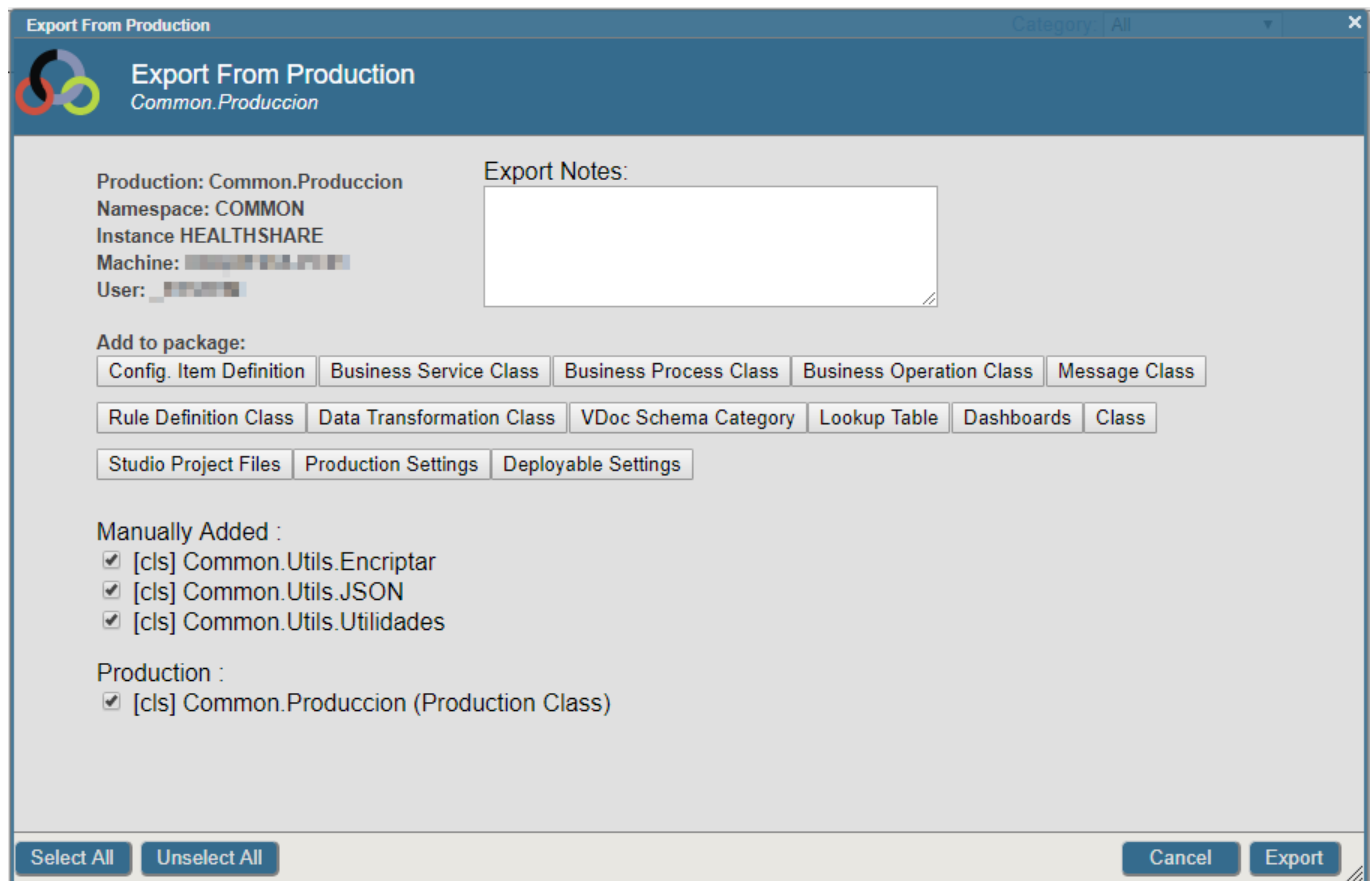 Export From Production
Category: All
Export From Production
Common.Produccion
Production: Common.Produccion
Namespace: COMMON
Instance HEALTHSHARE
Machine:
User:
Export Notes:
Add to package:
Config. Item Definition Business Service Class Business Process Class Business Operation Class Message Class
Rule Definition Class Data Transformation Class VDoc Schema Category Lookup Table Dashboards Class
Studio Project Files Production Settings Deployable Settings
Manually Added :
[cls] Common.Utils.Encriptar
[cls] Common.Utils.JSON
[cls] Common.Utils.Utilidades
Production :
[cls] Common.Produccion (Production Class)
Select All Unselect All Cancel Export